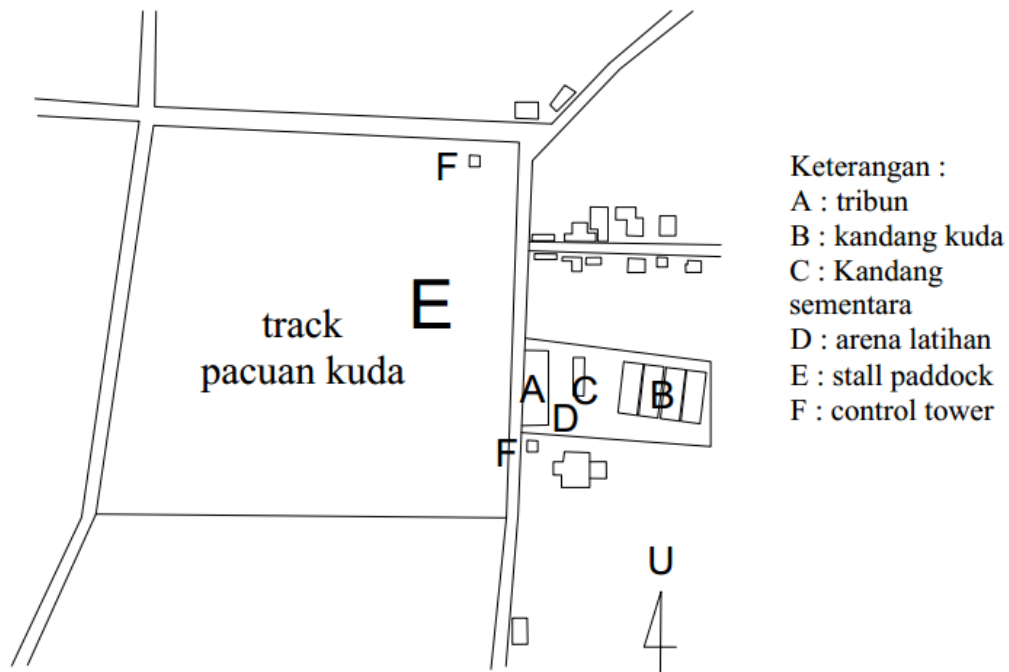 F
E
track
pacuan kuda
A
C
B
D
F
U
Keterangan :
A : tribun
B : kandang kuda
C : Kandang
sementara
D : arena latihan
E : stall paddock
F : control tower